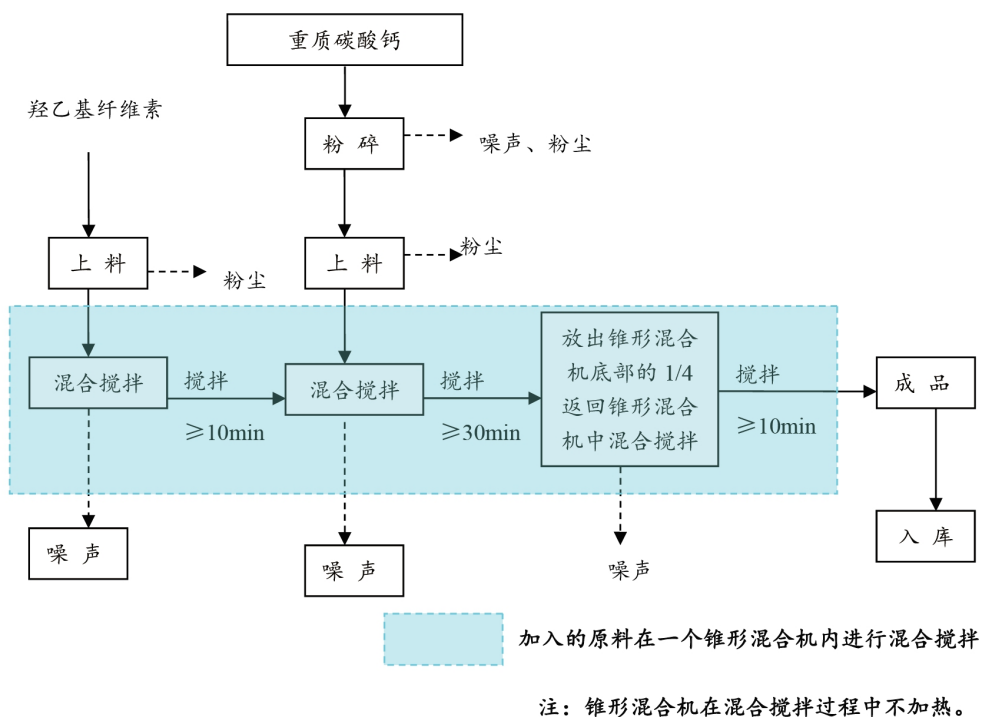 重质碳酸钙
羟乙基纤维素
粉 碎
噪声、粉尘
上 料
粉尘
上 料
粉尘
混合搅拌
搅拌
≥10min
混合搅拌
搅拌
≥30min
放出锥形混合
机底部的 1/4
返回锥形混合
机中混合搅拌
搅拌
≥10min
成 品
噪 声
噪 声
噪声
入 库
加入的原料在一个锥形混合机内进行混合搅拌
注：锥形混合机在混合搅拌过程中不加热。